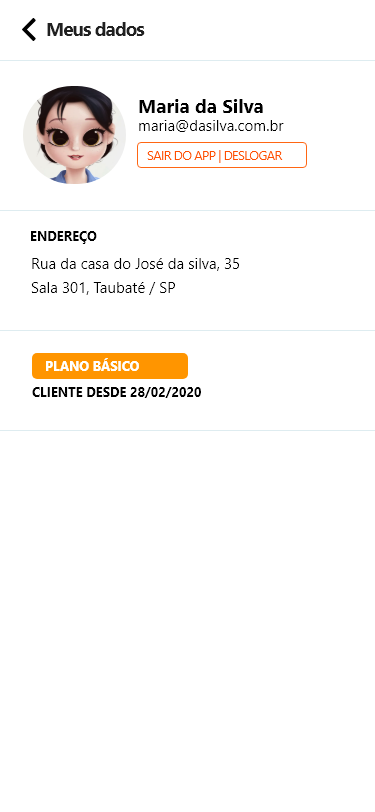 Meus dados
Maria da Silva
maria@dasilva.com.br
SAIR DO APP | DESLOGAR
ENDEREÇO
Rua da casa do José da silva, 35
Sala 301, Taubaté / SP
PLANO BÁSICO
CLIENTE DESDE 28/02/2020